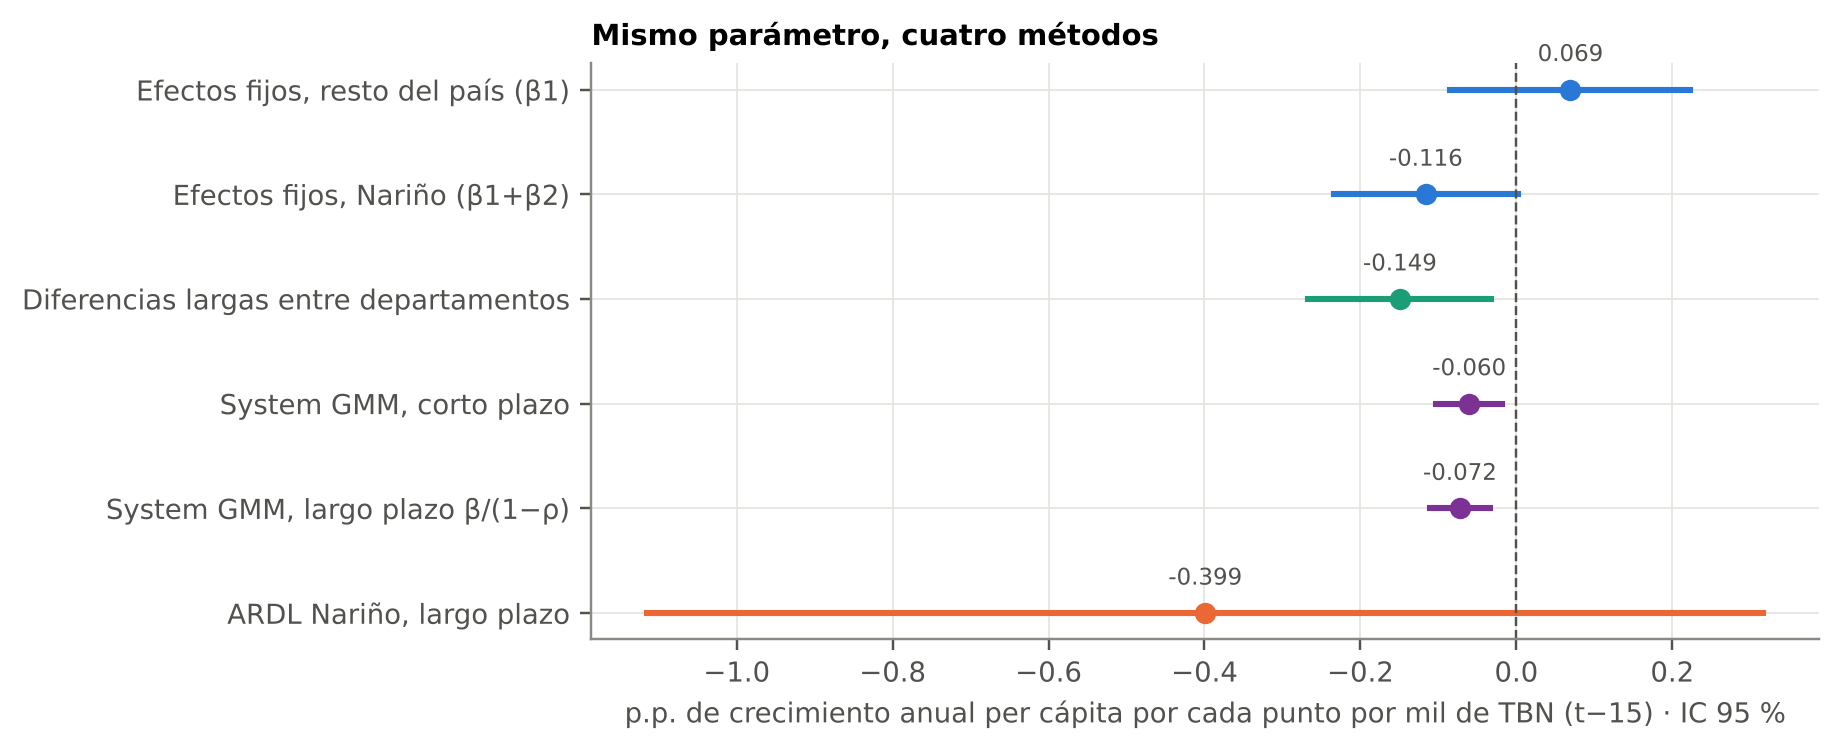 Mismo parámetro, cuatro métodos
Efectos fijos, resto del país (β1)
0.069
Efectos fijos, Nariño (β1+β2)
-0.116
Diferencias largas entre departamentos
-0.149
System GMM, corto plazo
-0.060
System GMM, largo plazo β/(1−ρ)
-0.072
ARDL Nariño, largo plazo
-0.399
−1.0 −0.8 −0.6 −0.4 −0.2 0.0 0.2
p.p. de crecimiento anual per cápita por cada punto por mil de TBN (t−15) · IC 95 %